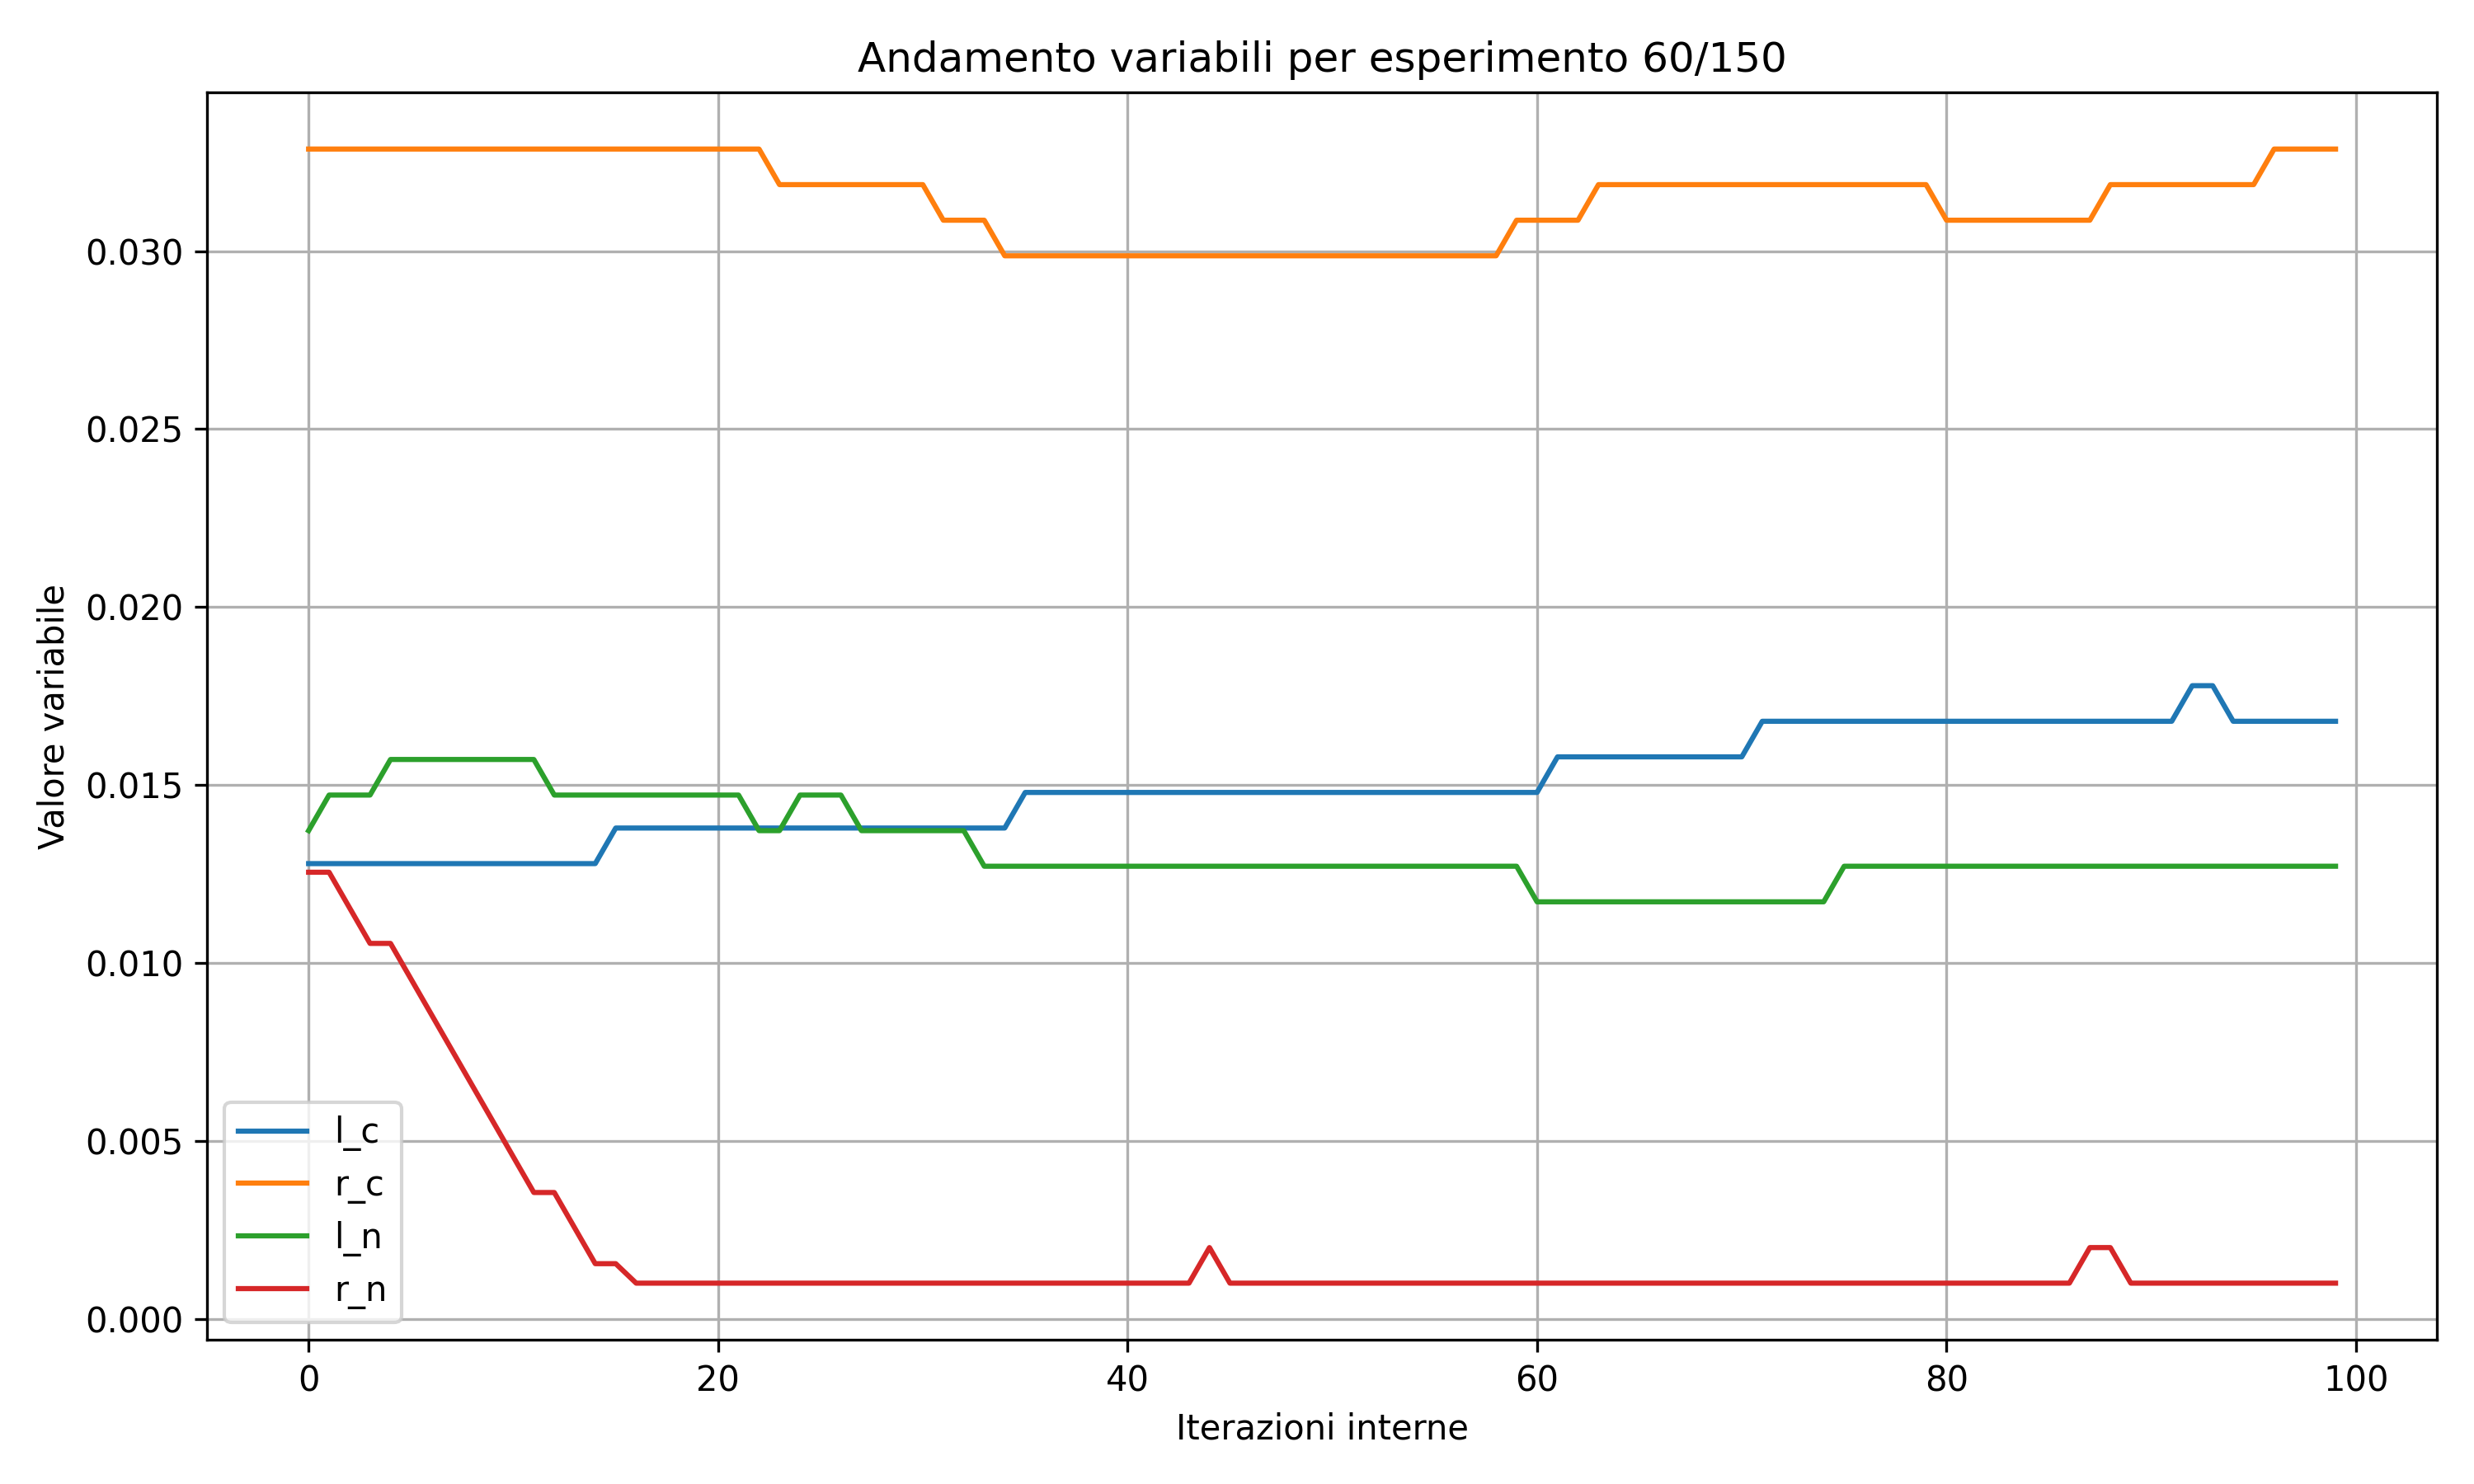 Andamento variabili per esperimento 60/150
Valore variabile
0.030
0.025
0.020
0.015
0.010
0.005
0.000
l_c
r_c
l_n
r_n
0 20 40 60 80 100
Iterazioni interne